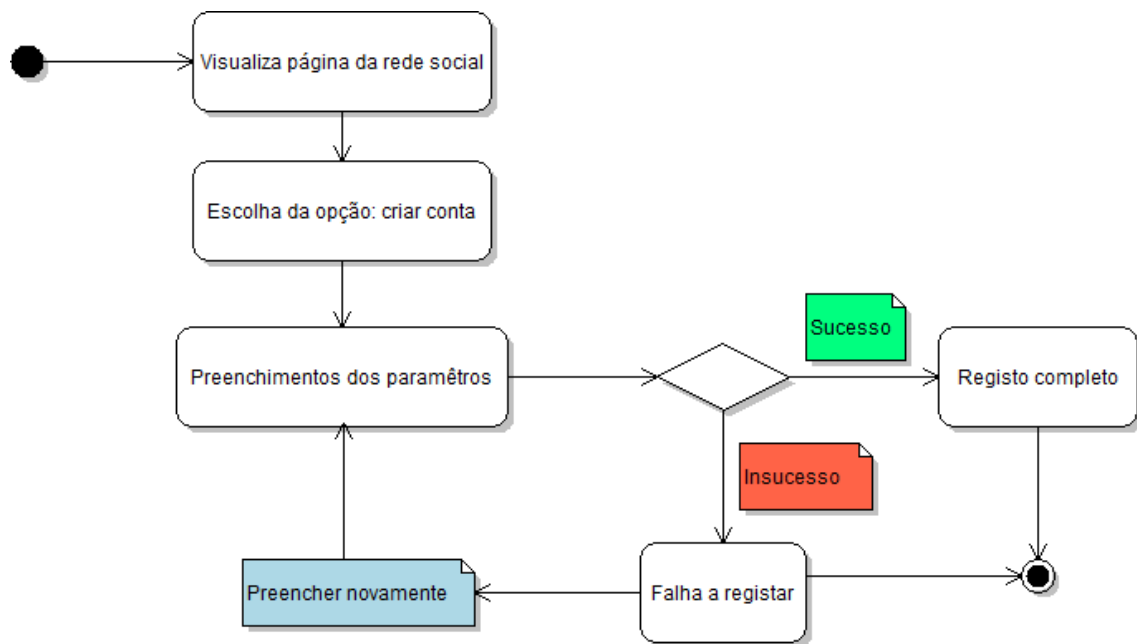 Visualiza página da rede social
Escolha da opção: criar conta
Sucesso
Preenchimentos dos paramêtros
Registo completo
Insucesso
Preencher novamente
Falha a registar